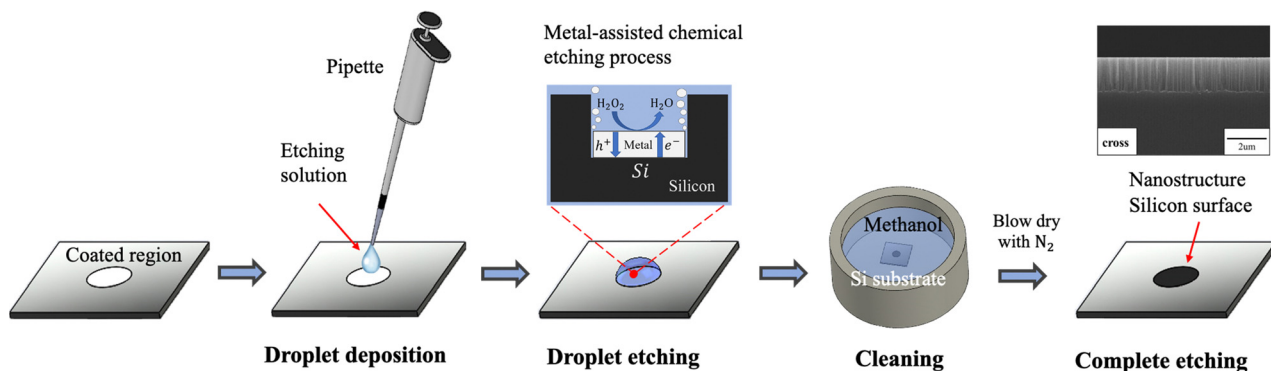 Pipette
Etching
solution
Coated region
Droplet deposition
Metal-assisted chemical
etching process
H₂O₂ H₂O
h⁺ Metal e⁻
Si
Silicon
Droplet etching
Methanol
Si substrate
Cleaning
Blow dry
with N₂
cross
2um
Nanostructure
Silicon surface
Complete etching